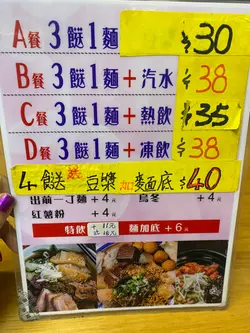 A餐 3餸1麵 $30
B餐 3餸1麵+汽水 $38
C餐 3餸1麵+熱飲 $35
D餐 3餸1麵+凍飲 $38
4餸 豆漿 加麵底 $40
出前一丁麵 +4元 烏冬 +4元
紅薯粉 +4元
特飲 麵加底 +6元